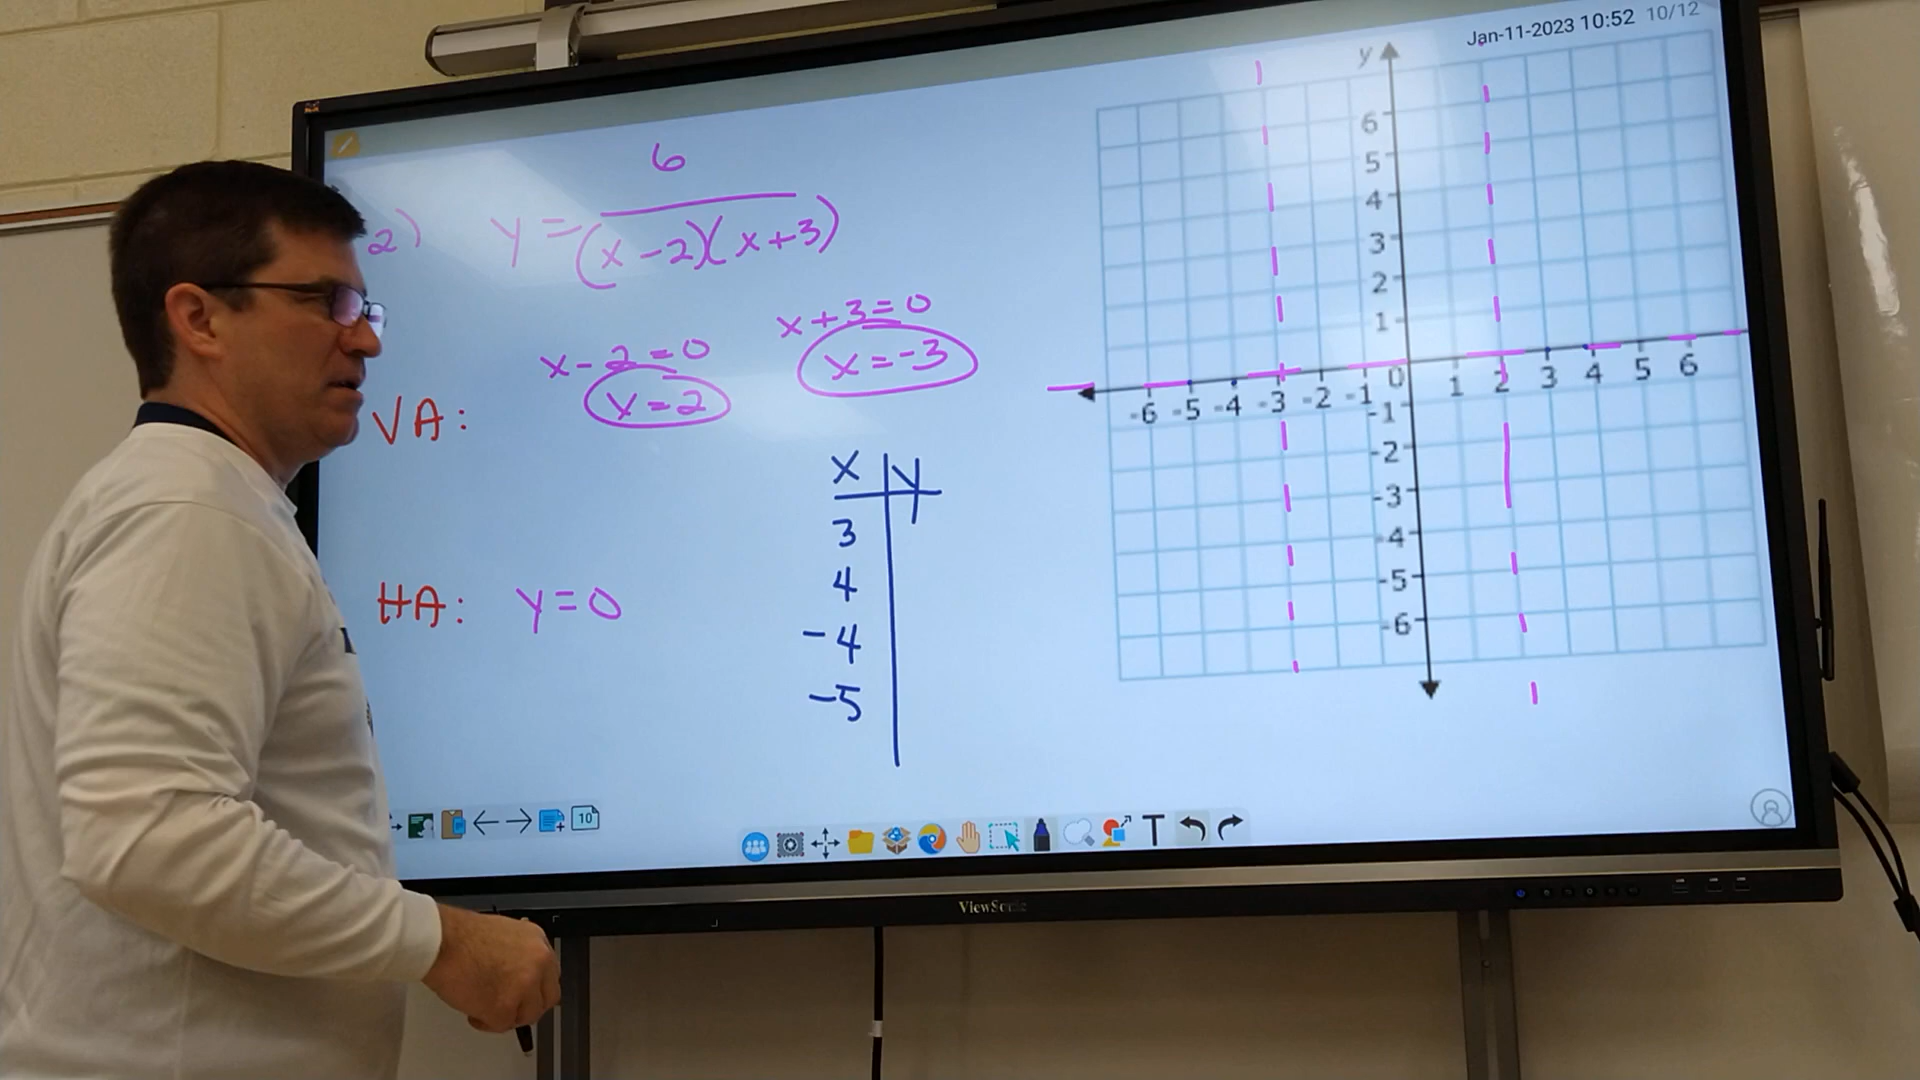 Jan-11-2023 10:52 10/12
2) y = 6
(x-2)(x+3)
x-2=0 x+3=0
VA: x=2 x=-3
HA: y=0
x y
3
4
-4
-5
y
6
5
4
3
2
1
-6 -5 -4 -3 -2 -1 0 1 2 3 4 5 6
-1
-2
-3
-4
-5
-6
10
T
ViewSonic